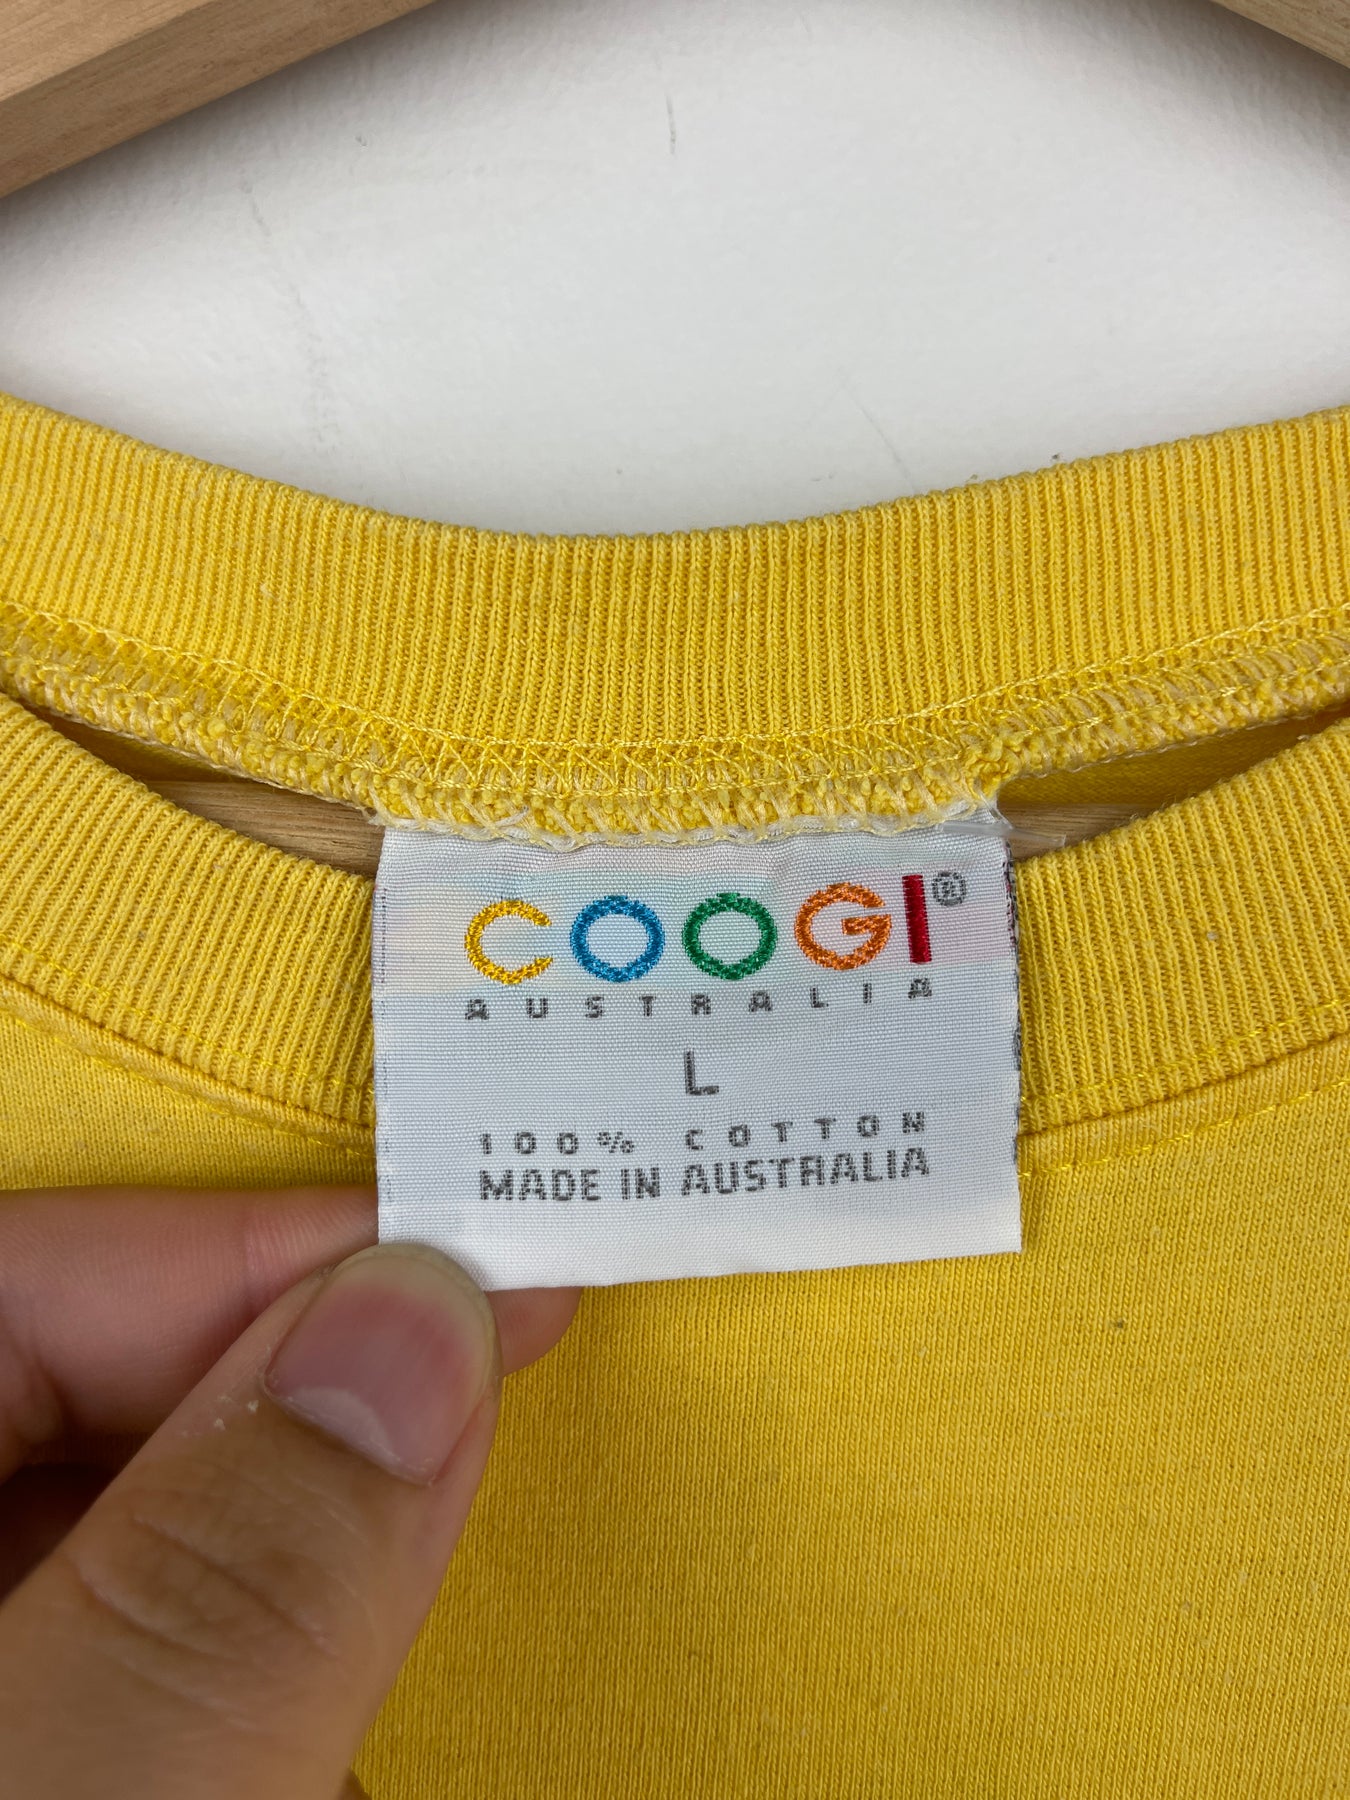 COOGI®
AUSTRALIA
L
100% COTTON
MADE IN AUSTRALIA